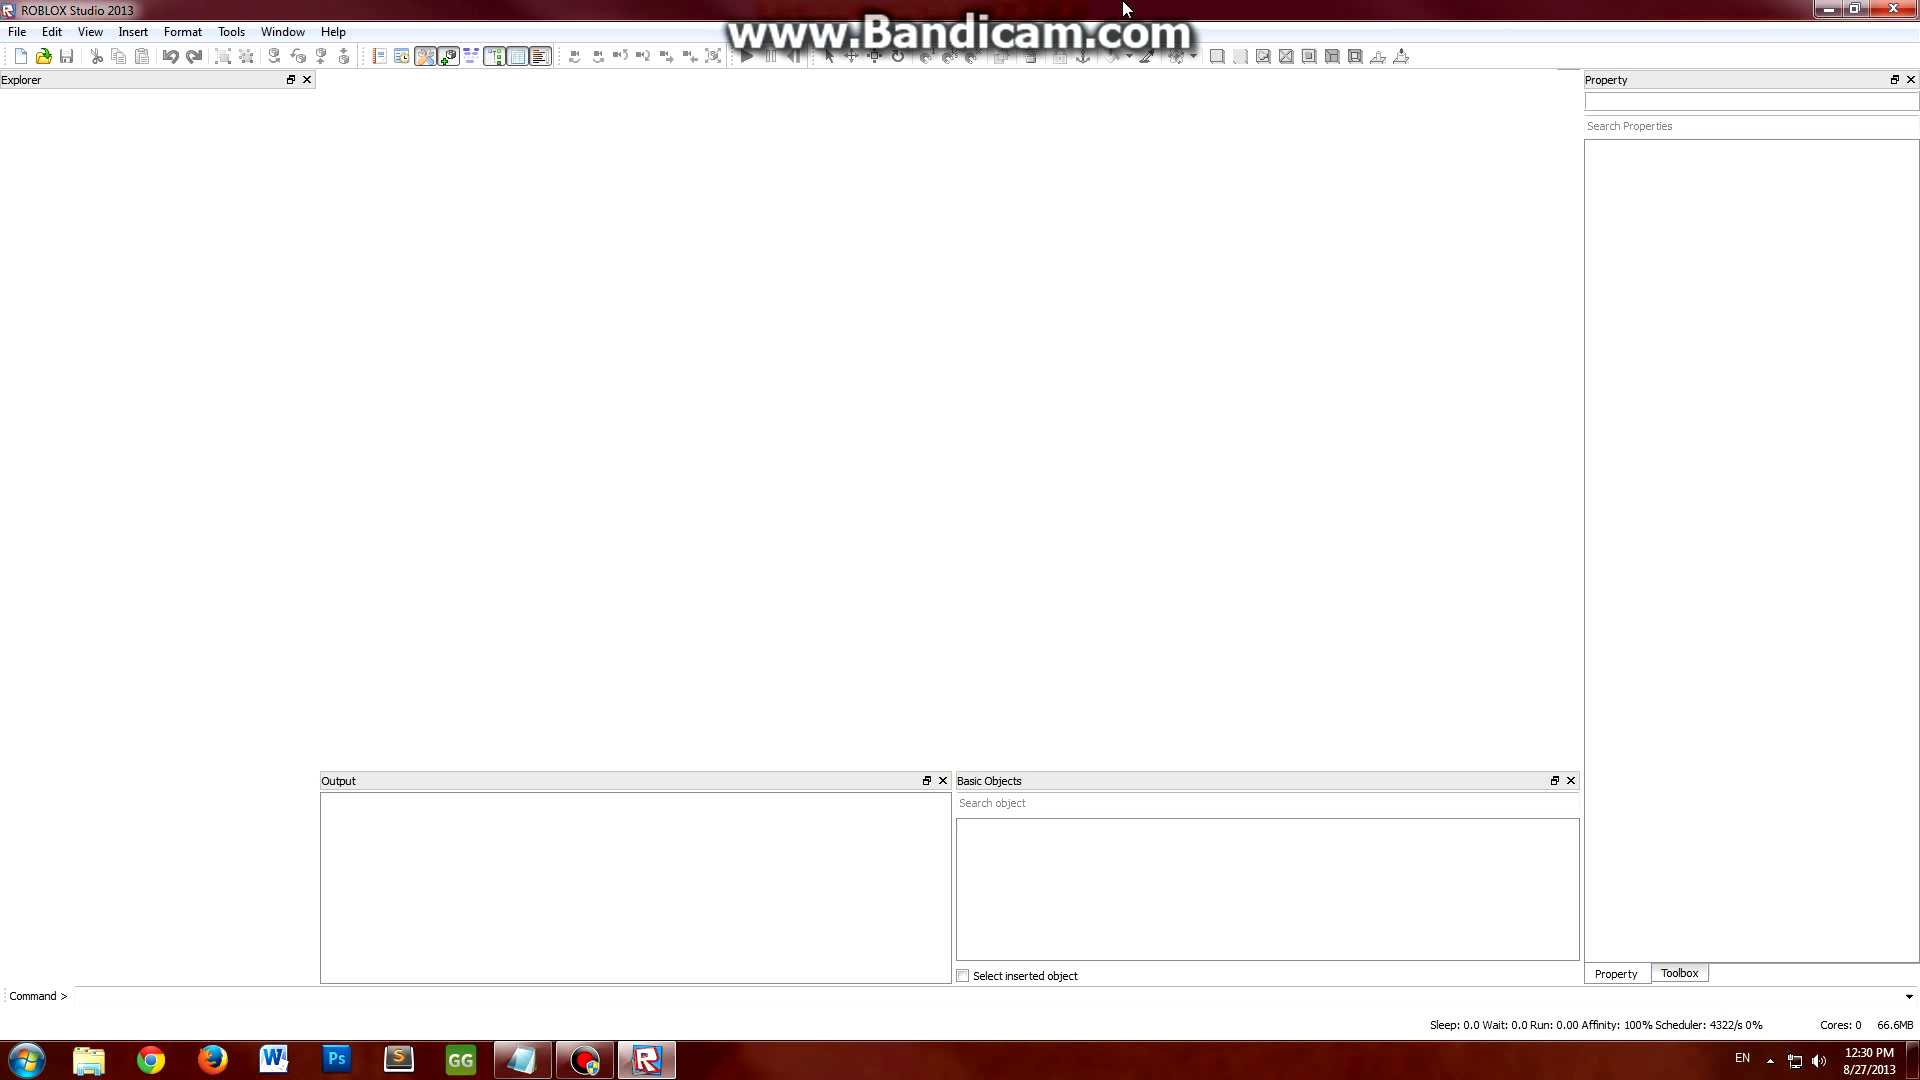 ROBLOX Studio 2013
www.Bandicam.com
File Edit View Insert Format Tools Window Help
Explorer
Property
Search Properties
Output
Basic Objects
Search object
Select inserted object
Property Toolbox
Command >
Sleep: 0.0 Wait: 0.0 Run: 0.00 Affinity: 100% Scheduler: 4322/s 0% Cores: 0 66.6MB
W Ps S GG R
EN
12:30 PM
8/27/2013